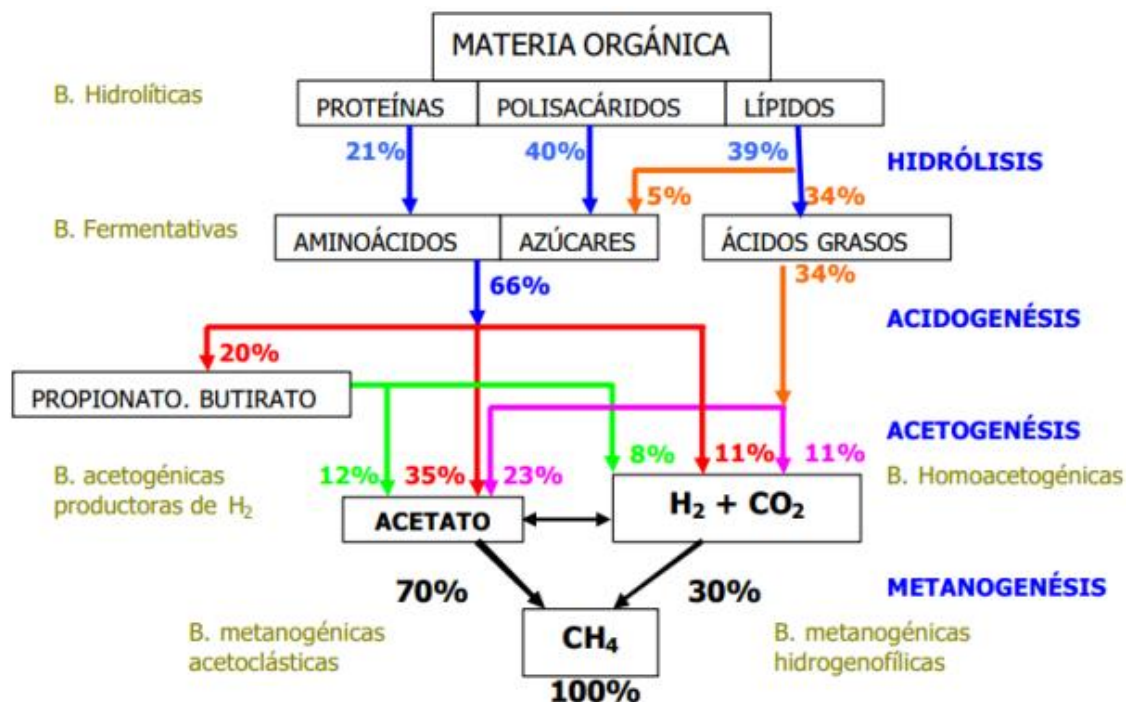 MATERIA ORGÁNICA
B. Hidrolíticas
PROTEÍNAS
POLISACÁRIDOS
LÍPIDOS
21%
40%
39%
HIDRÓLISIS
5%
34%
B. Fermentativas
AMINOÁCIDOS
AZÚCARES
ÁCIDOS GRASOS
66%
34%
ACIDOGENÉSIS
20%
PROPIONATO. BUTIRATO
ACETOGENÉSIS
B. acetogénicas
productoras de H₂
12%
35%
23%
8%
11%
11%
B. Homoacetogénicas
ACETATO
H₂ + CO₂
70%
30%
METANOGENÉSIS
B. metanogénicas
acetoclásticas
CH₄
B. metanogénicas
hidrogenofílicas
100%